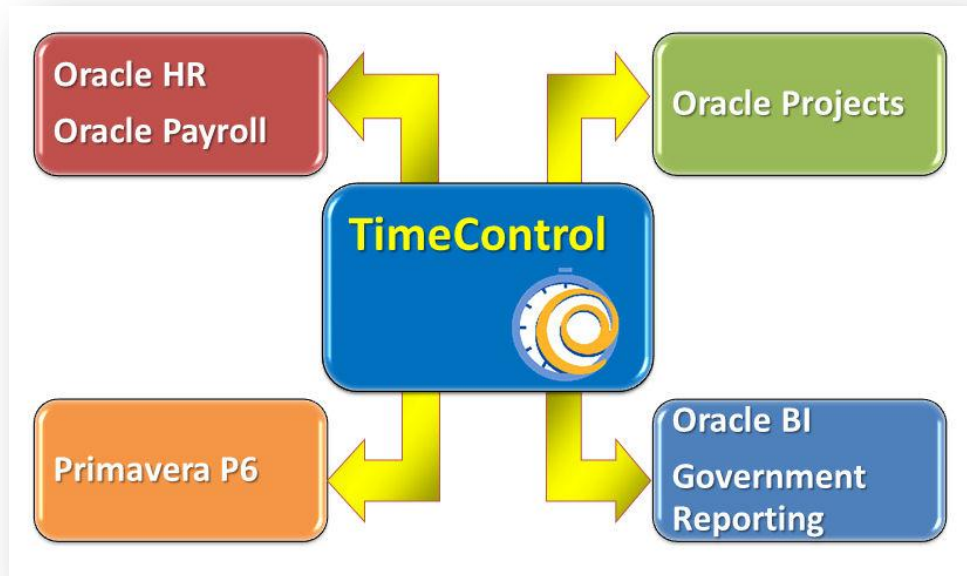 Oracle HR
Oracle Payroll
Oracle Projects
TimeControl
Primavera P6
Oracle BI
Government
Reporting